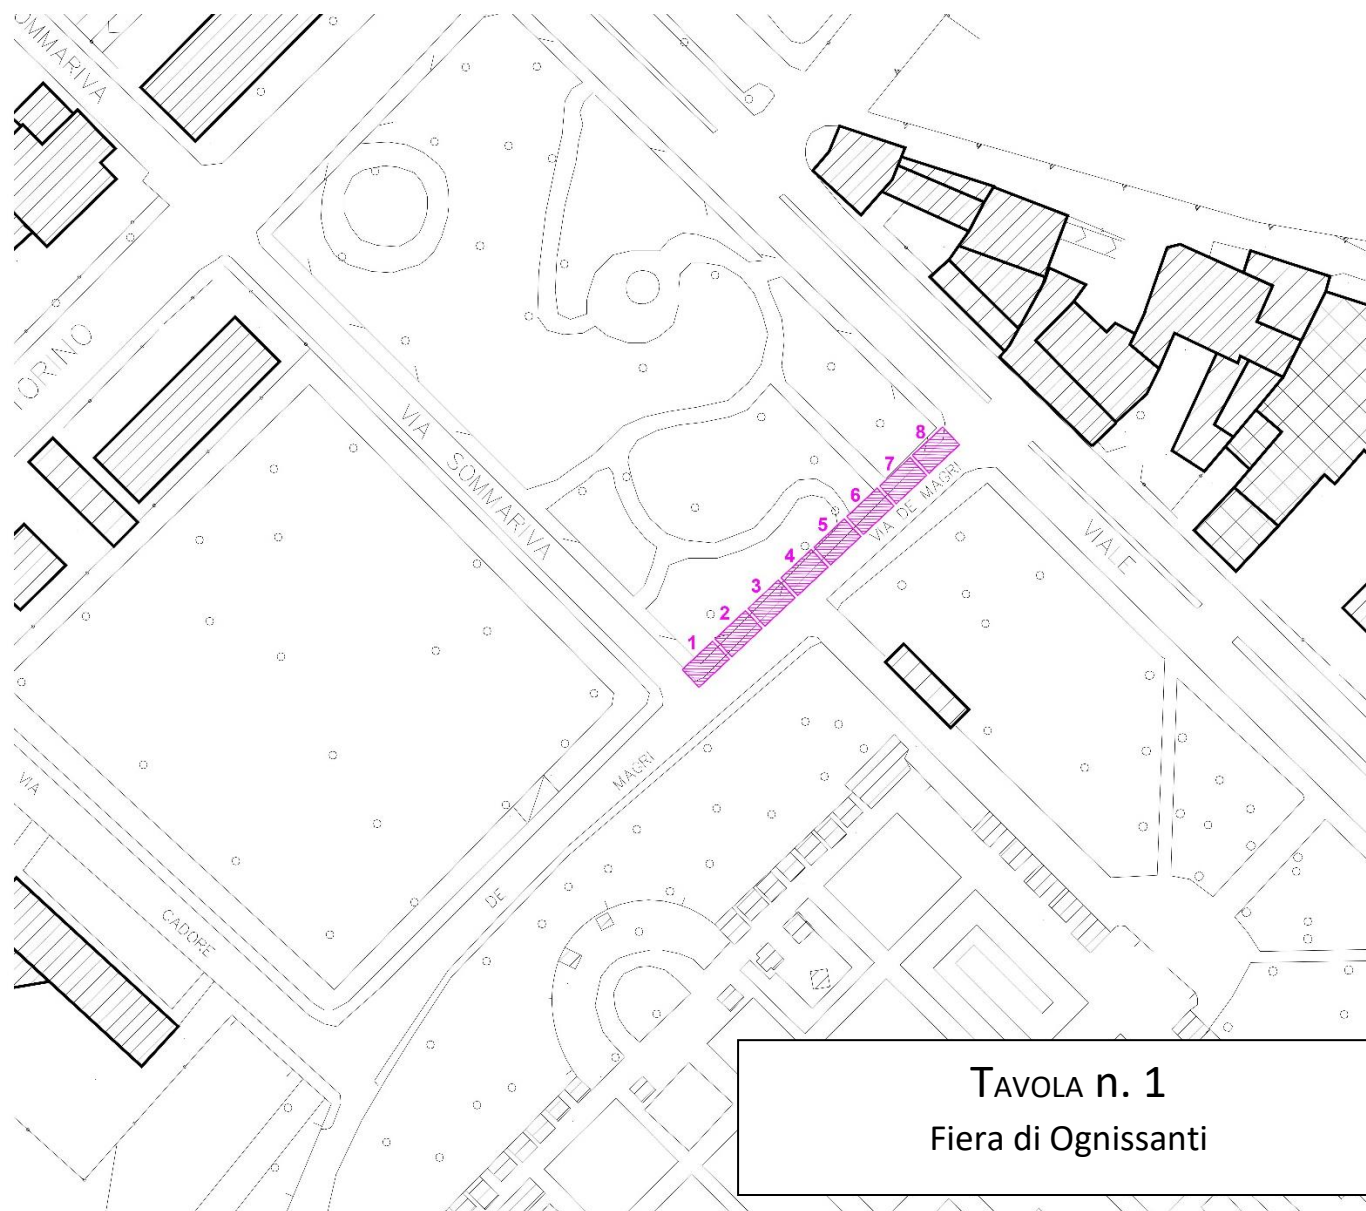 OMMARIVA
TORINO
VIA
SOMMARIVA
8
7
6
5
4
3
2
1
VIA DE MAGRI
VIALE
MAGRI
DE
VIA
CADORE
TAVOLA n. 1
Fiera di Ognissanti